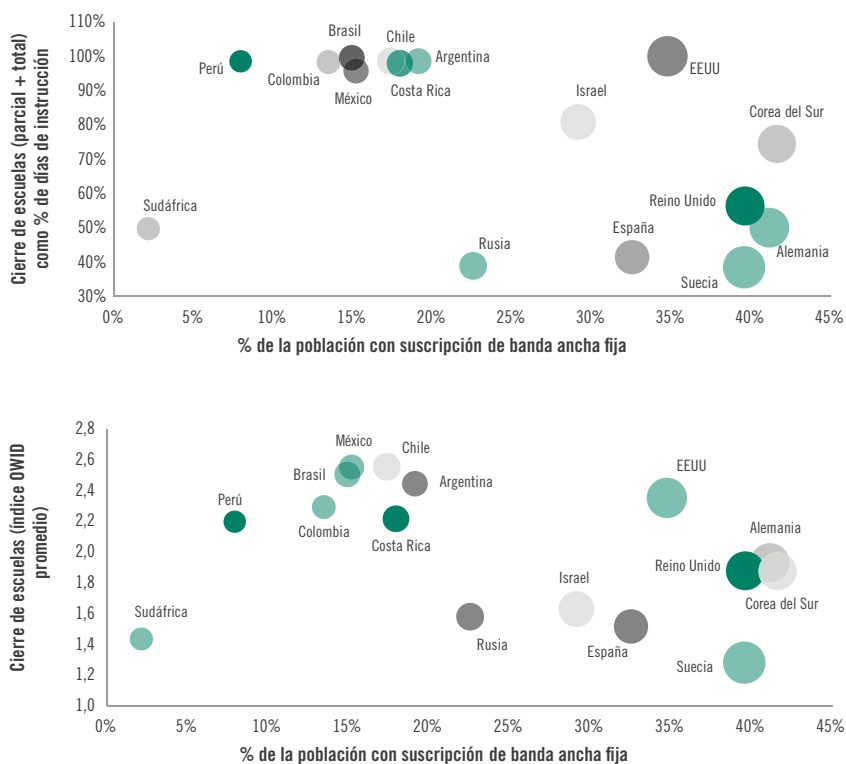 Cierre de escuelas (parcial + total)
como % de días de instrucción
110%
100%
90%
80%
70%
60%
50%
40%
30%
Perú
Colombia
Brasil
México
Chile
Costa Rica
Argentina
Israel
EEUU
Corea del Sur
Sudáfrica
Rusia
España
Reino Unido
Alemania
Suecia
0%
5%
10%
15%
20%
25%
30%
35%
40%
45%
% de la población con suscripción de banda ancha fija
Cierre de escuelas (índice OWID
promedio)
2,8
2,6
2,4
2,2
2,0
1,8
1,6
1,4
1,2
1,0
México
Chile
Brasil
Argentina
Perú
Colombia
Costa Rica
EEUU
Alemania
Reino Unido
Corea del Sur
Israel
Sudáfrica
Rusia
España
Suecia
0%
10%
15%
20%
25%
30%
35%
40%
45%
% de la población con suscripción de banda ancha fija